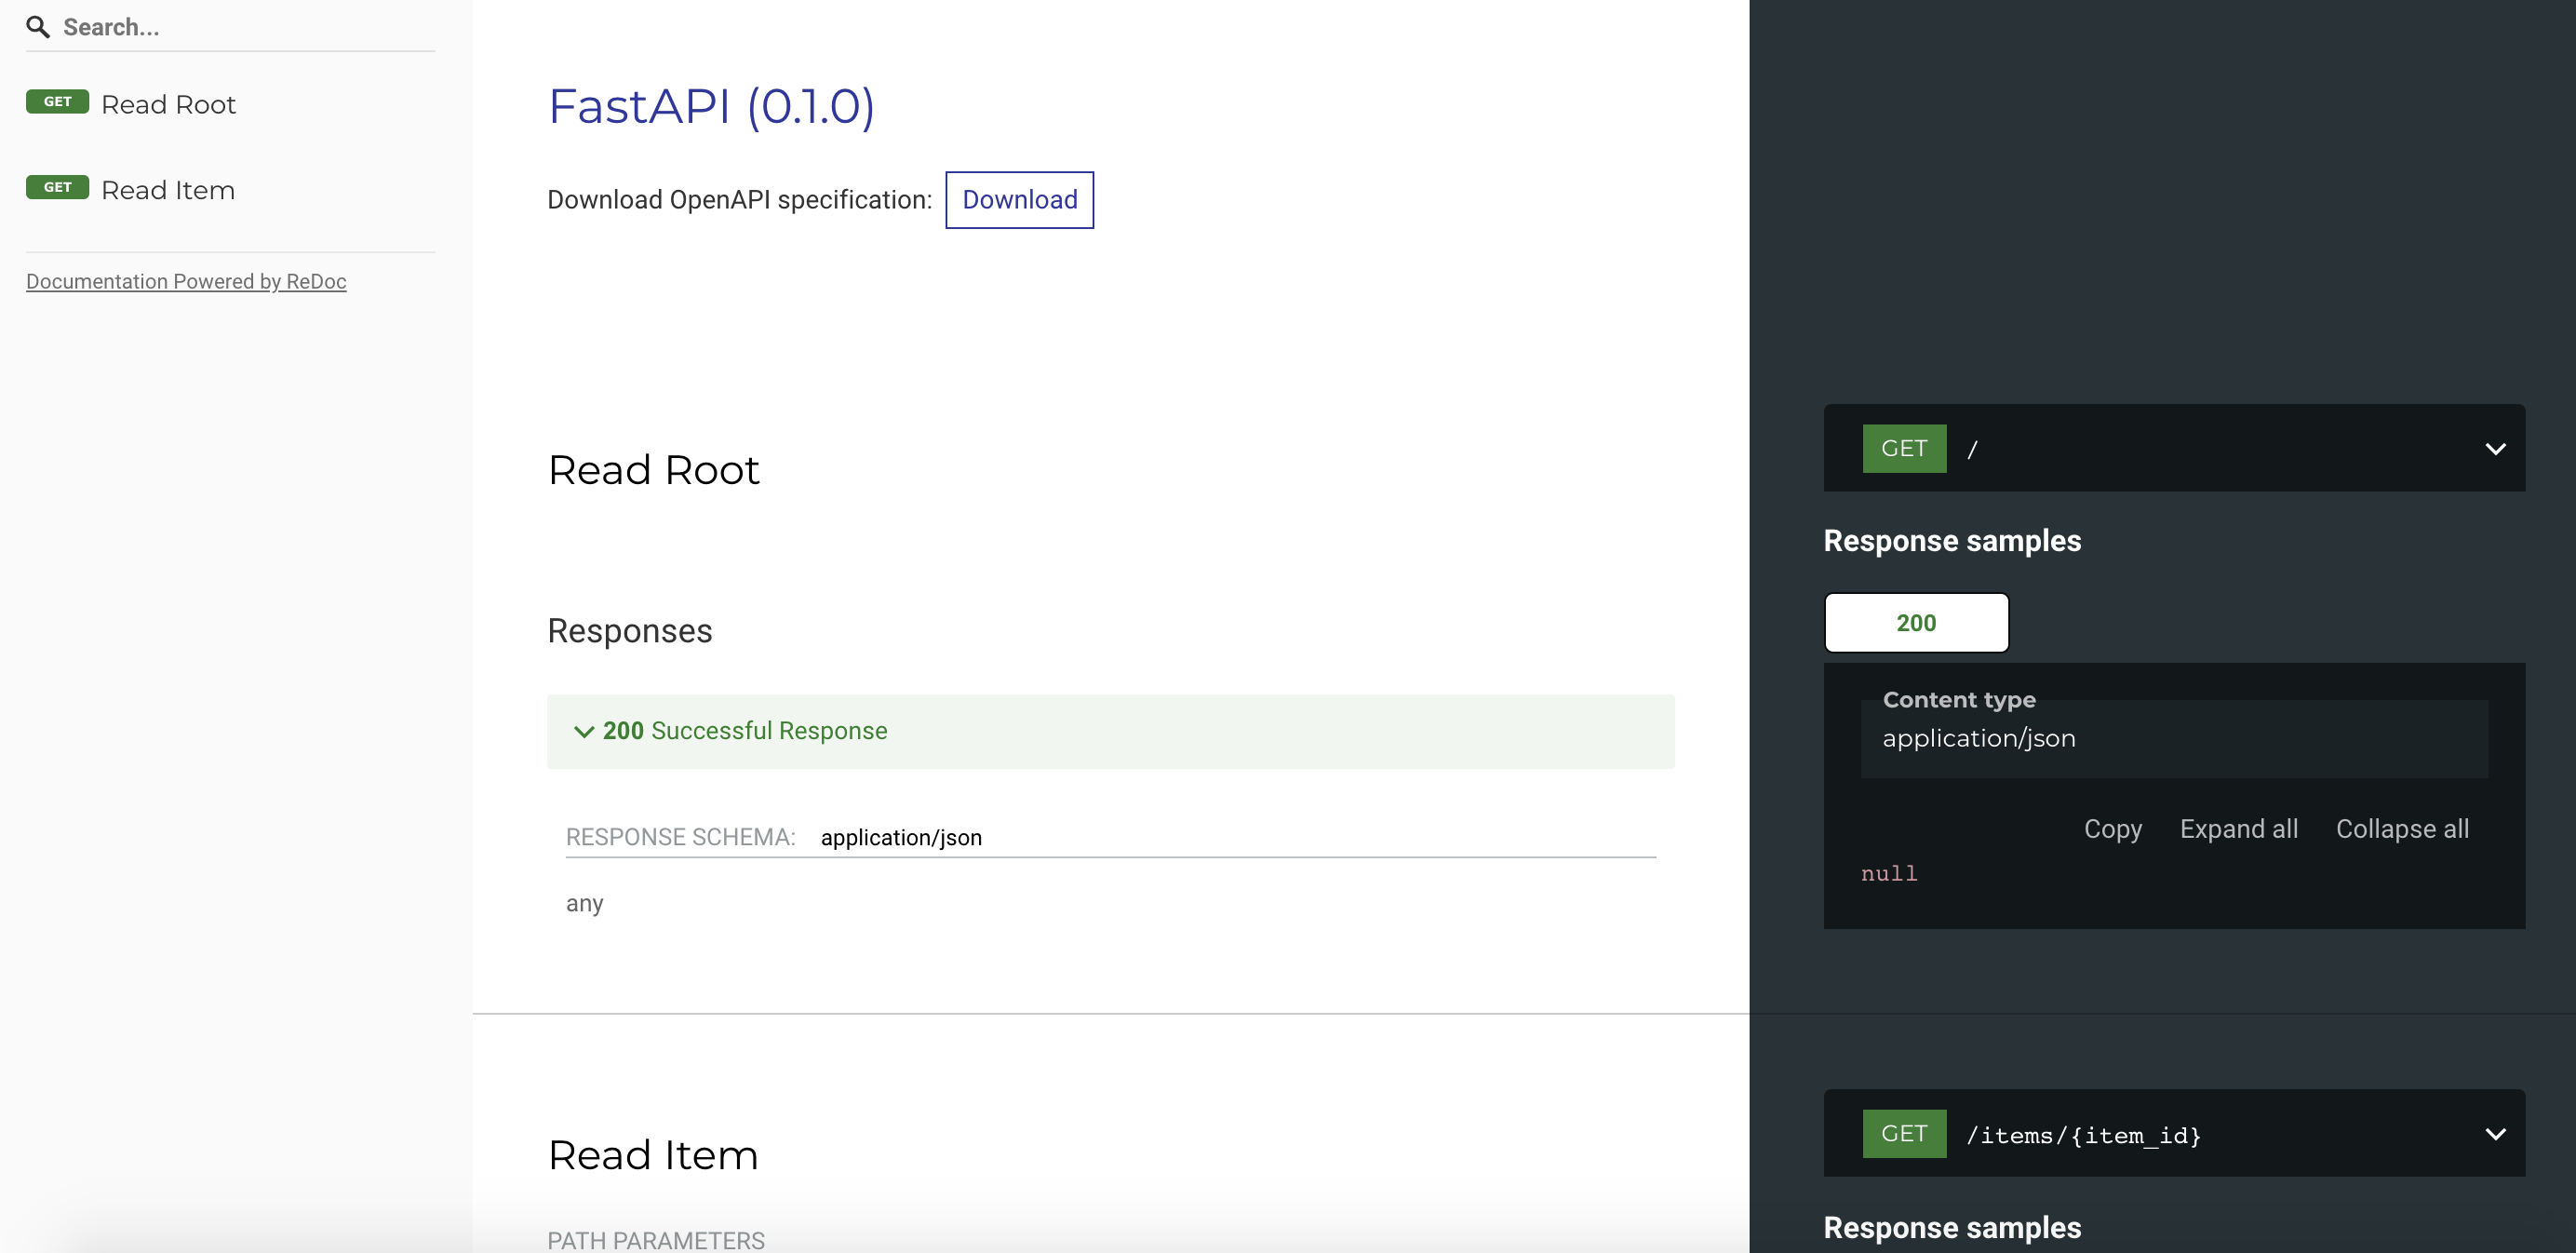 Search...
GET Read Root
GET Read Item
Documentation Powered by ReDoc
FastAPI (0.1.0)
Download OpenAPI specification: Download
Read Root
Responses
200 Successful Response
RESPONSE SCHEMA: application/json
any
Read Item
PATH PARAMETERS
GET /
Response samples
200
Content type
application/json
Copy Expand all Collapse all
null
GET /items/{item_id}
Response samples